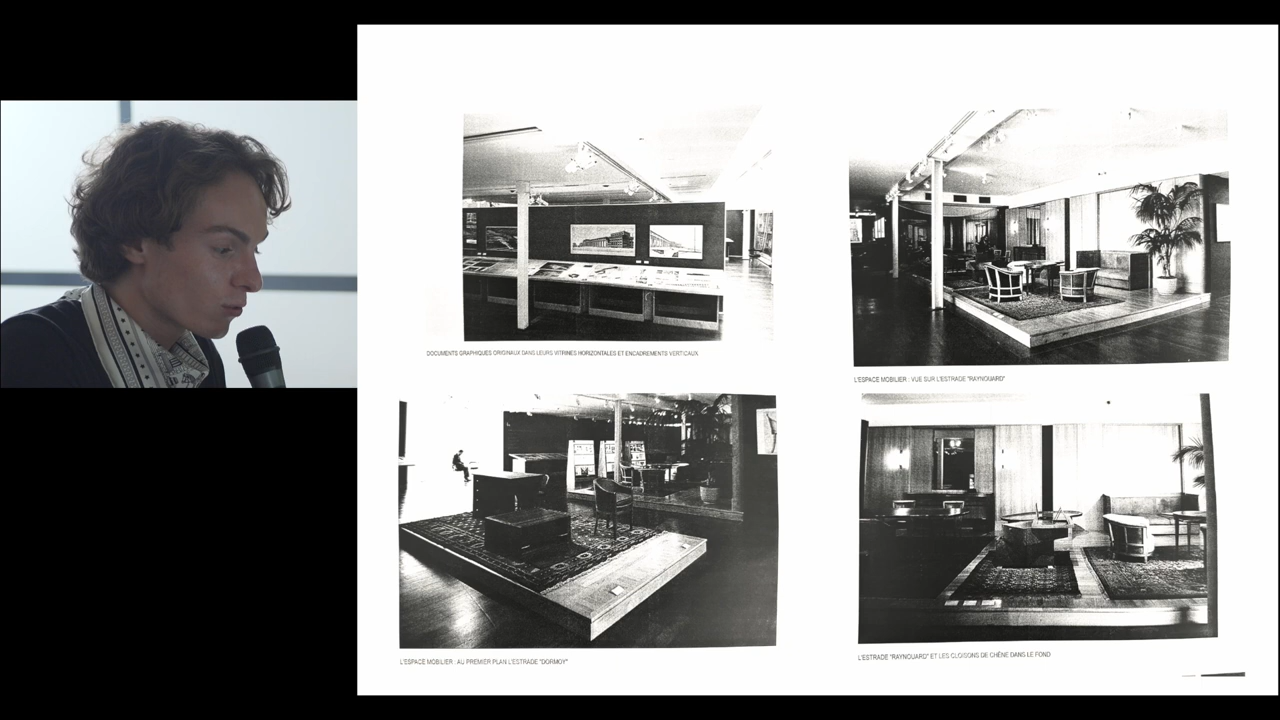 DOCUMENTS GRAPHIQUES ORIGINAUX DANS LEURS VITRINES HORIZONTALES ET ENCADREMENTS VERTICAUX
L'ESPACE MOBILIER : VUE SUR L'ESTRADE "RAYNOUARD"
L'ESPACE MOBILIER : AU PREMIER PLAN L'ESTRADE "DORMOY"
L'ESTRADE "RAYNOUARD" ET LES CLOISONS DE CHÊNE DANS LE FOND